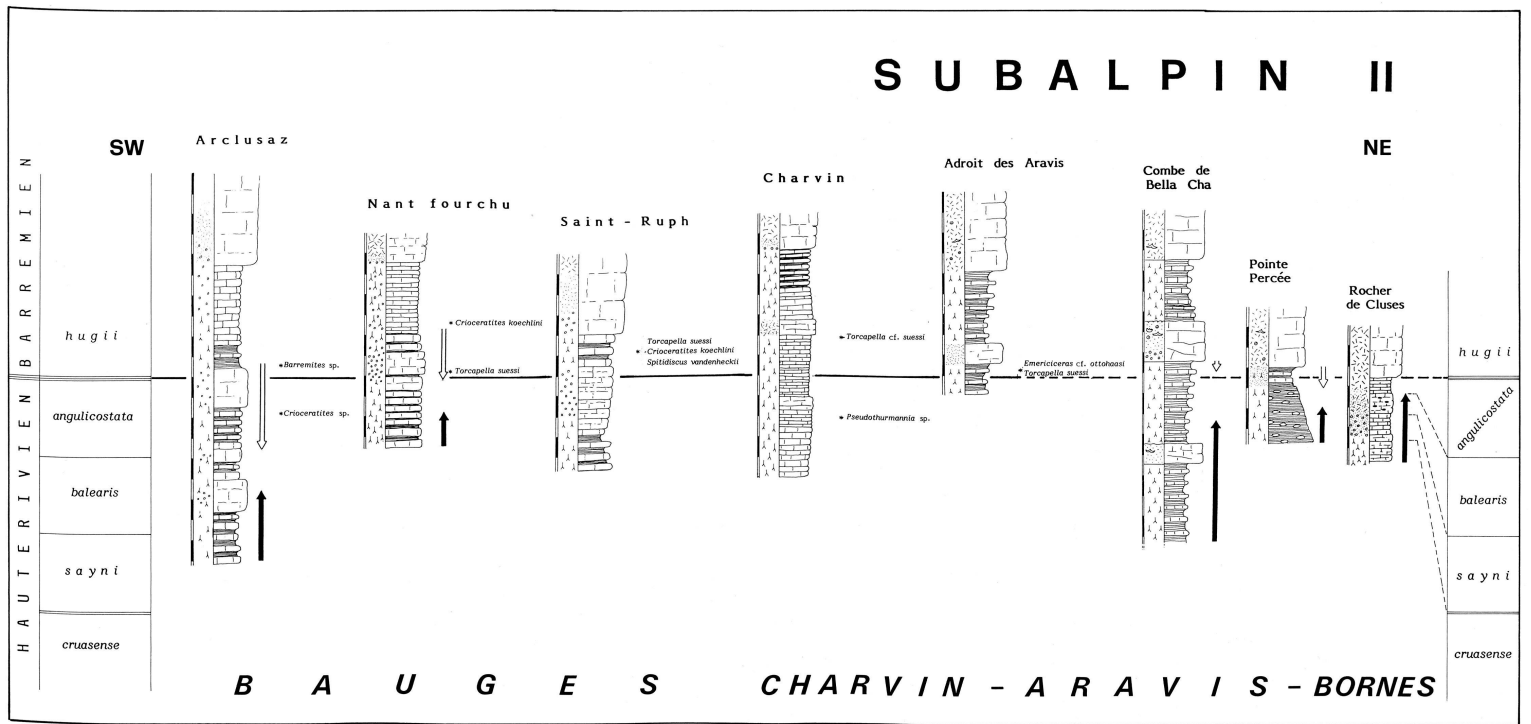 SUBALPIN II
SW
NE
Arclusaz
Nant fourchu
Saint-Ruph
Charvin
Adroit des Aravis
Combe de
Bella Cha
Pointe
Percée
Rocher
de Cluses
BARREMIEN
HAUTERIVIEN
hugii
angulicostata
balearis
sayni
cruasense
* Barremites sp.
* Crioceratites sp.
* Crioceratites koechlini
* Torcapella suessi
Torcapella suessi
* Crioceratites koechlini
Spitidiscus vandenheckii
* Torcapella cf. suessi
* Pseudothurmannia sp.
Emericiceras cf. ottohaasi
* Torcapella suessi
hugii
angulicostata
balearis
sayni
cruasense
BAUGES
CHARVIN-ARAVIS-BORNES